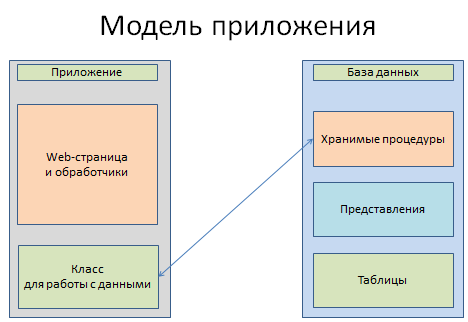 Модель приложения
Приложение
Web-страница
и обработчики
Класс
для работы с данными
База данных
Хранимые процедуры
Представления
Таблицы